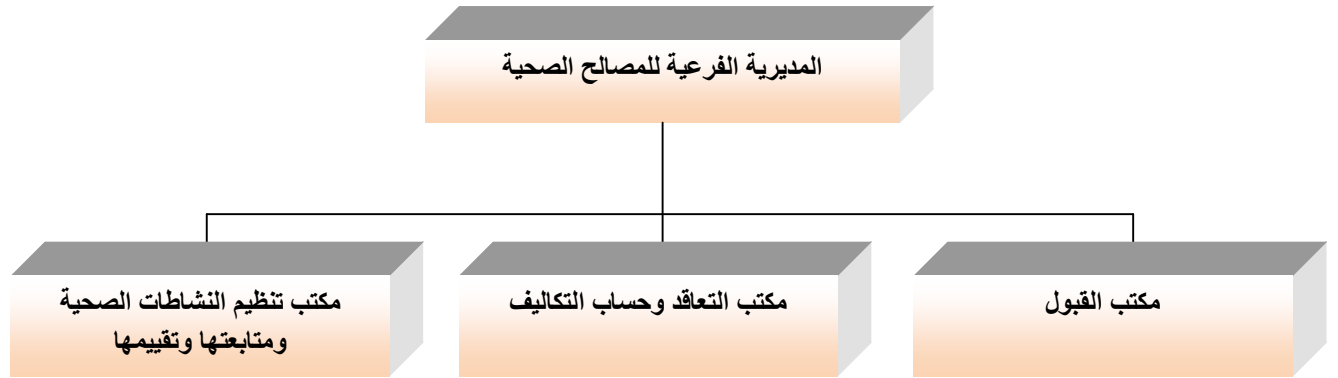 المديرية الفرعية للمصالح الصحية
مكتب القبول
مكتب التعاقد وحساب التكاليف
مكتب تنظيم النشاطات الصحية
ومتابعتها وتقييمها